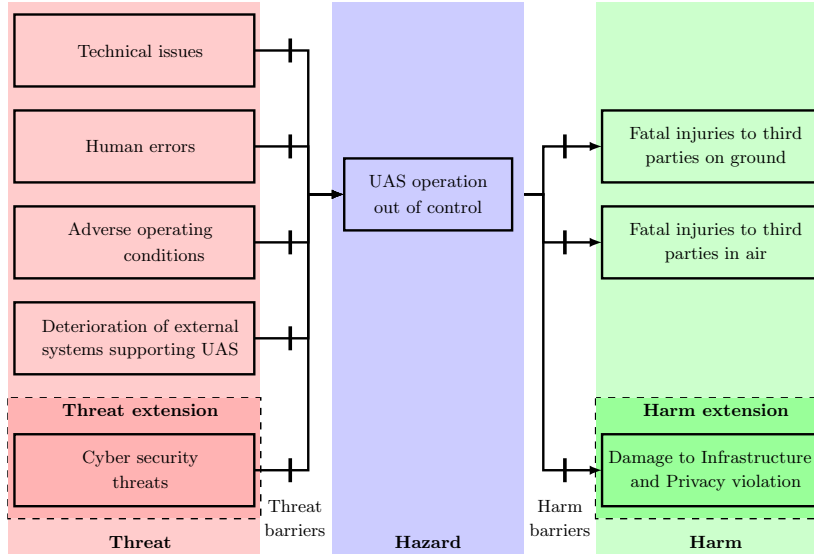 Technical issues
Human errors
Adverse operating
conditions
Deterioration of external
systems supporting UAS
Threat extension
Cyber security
threats
Threat
Threat
barriers
UAS operation
out of control
Hazard
Harm
barriers
Fatal injuries to third
parties on ground
Fatal injuries to third
parties in air
Harm extension
Damage to Infrastructure
and Privacy violation
Harm